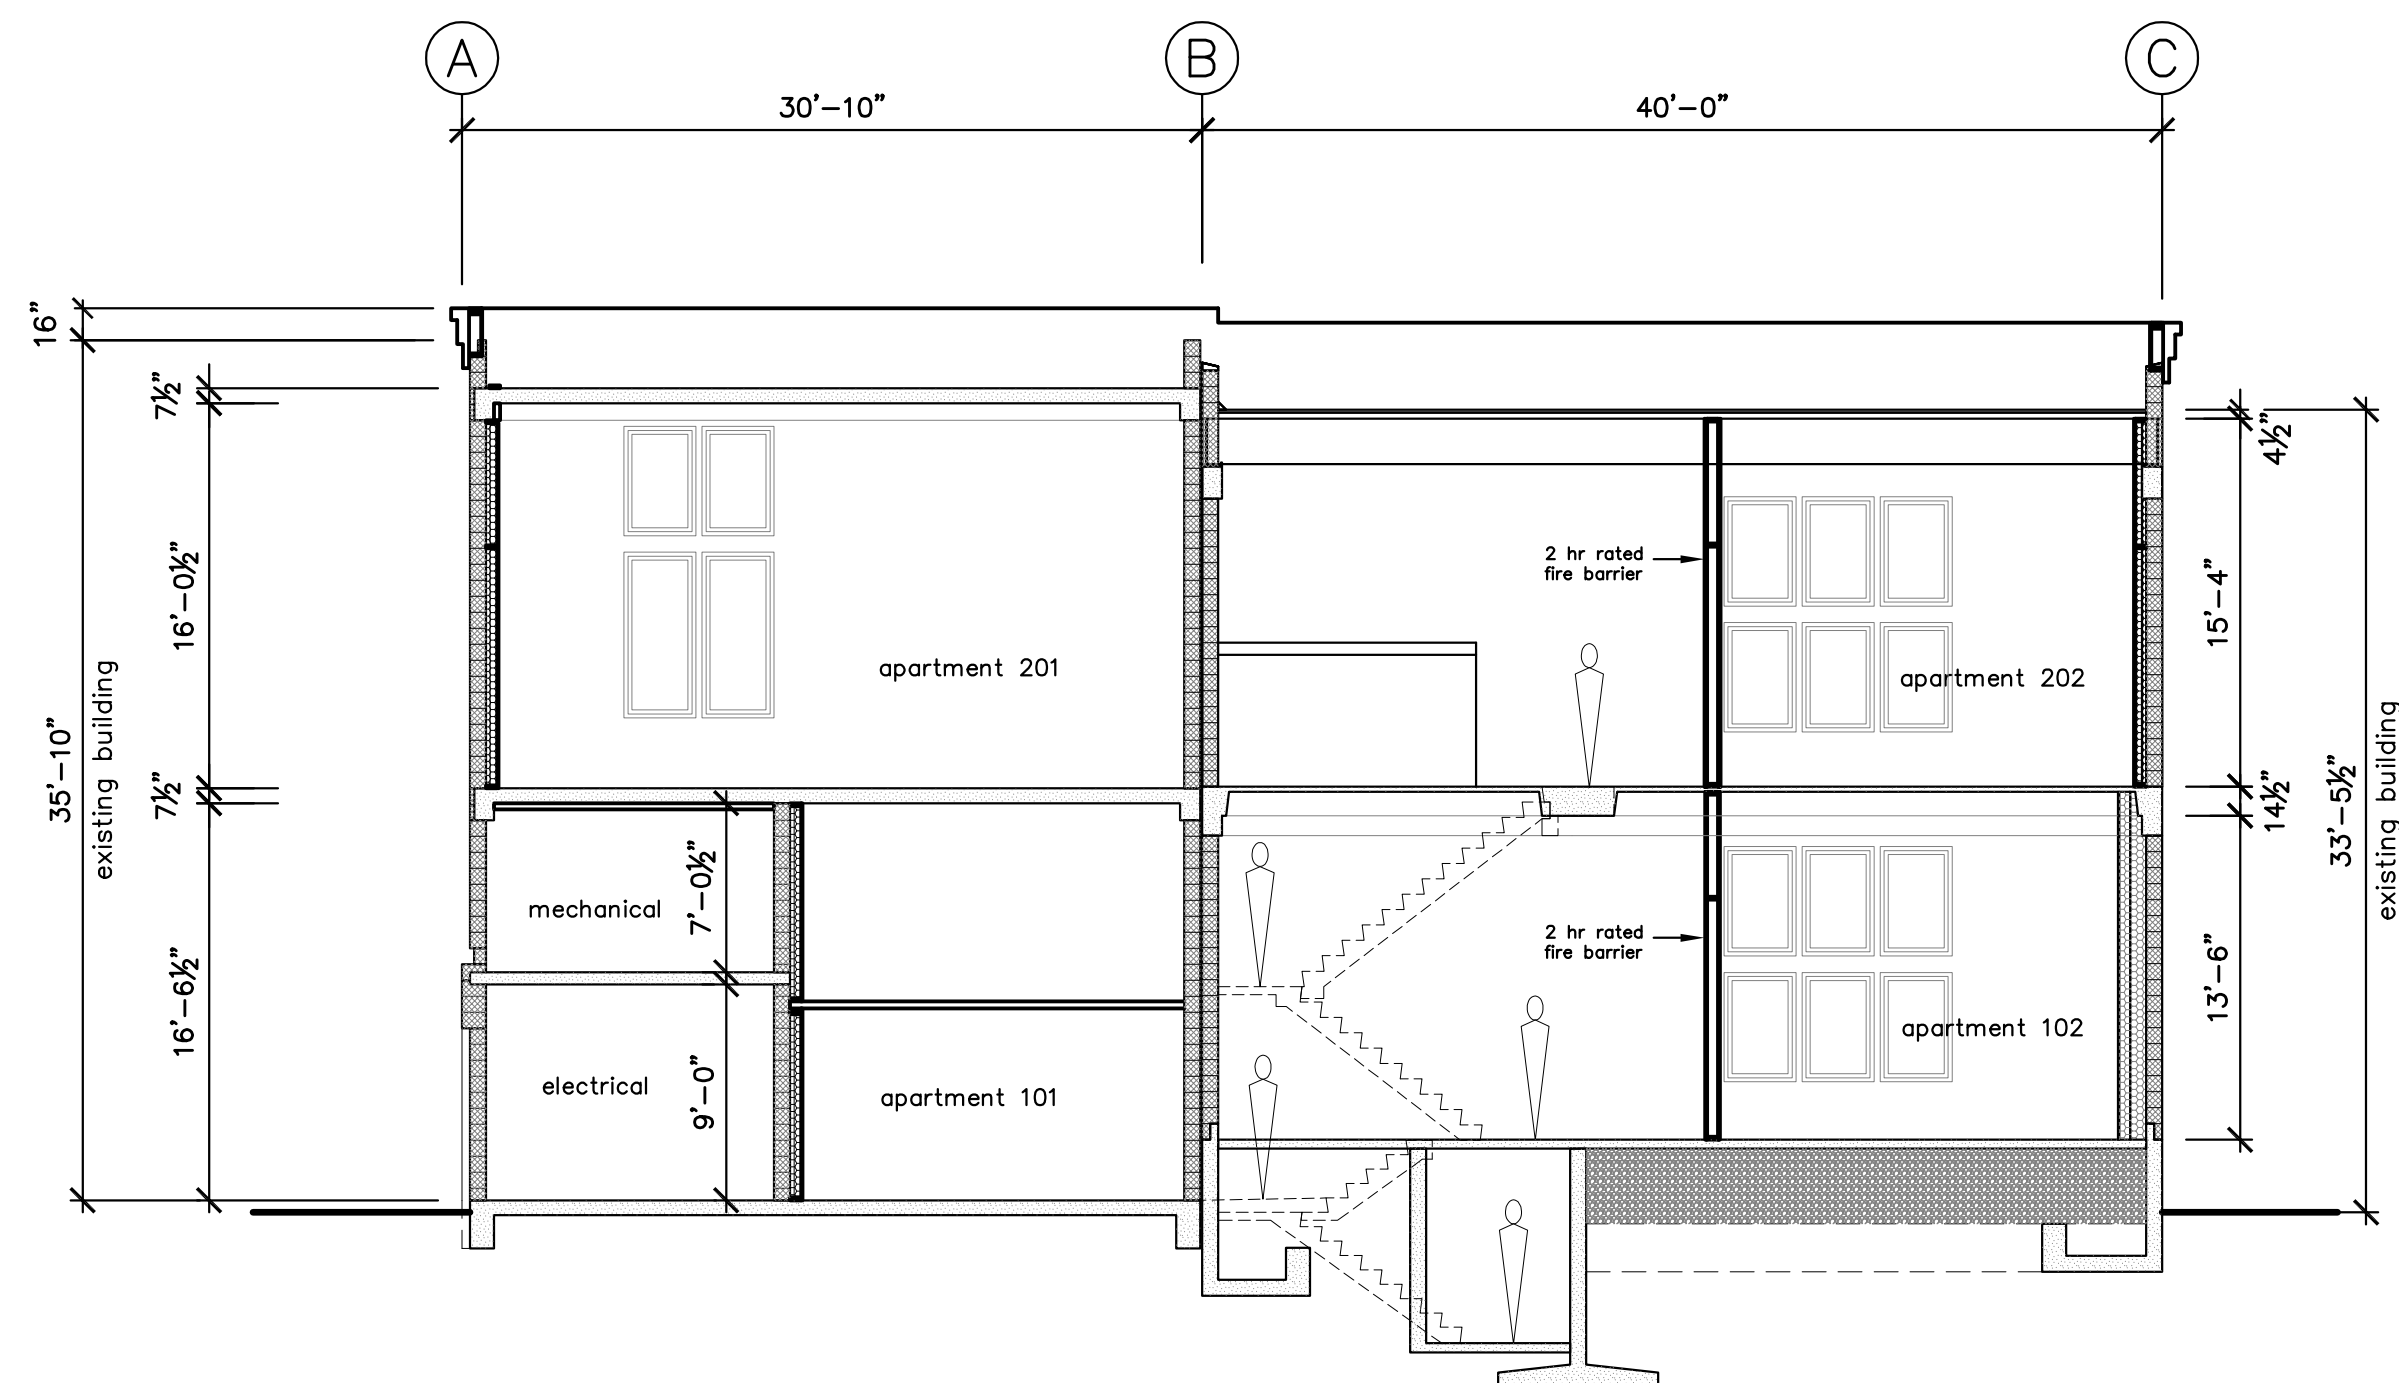 A
B
C
30'-10"
40'-0"
16"
7½"
4½"
16'-0½"
2 hr rated
fire barrier
15'-4"
apartment 201
apartment 202
35'-10"
existing building
7½"
14½"
33'-5½"
existing building
mechanical
7'-0½"
2 hr rated
fire barrier
16'-6½"
13'-6"
apartment 102
electrical
9'-0"
apartment 101